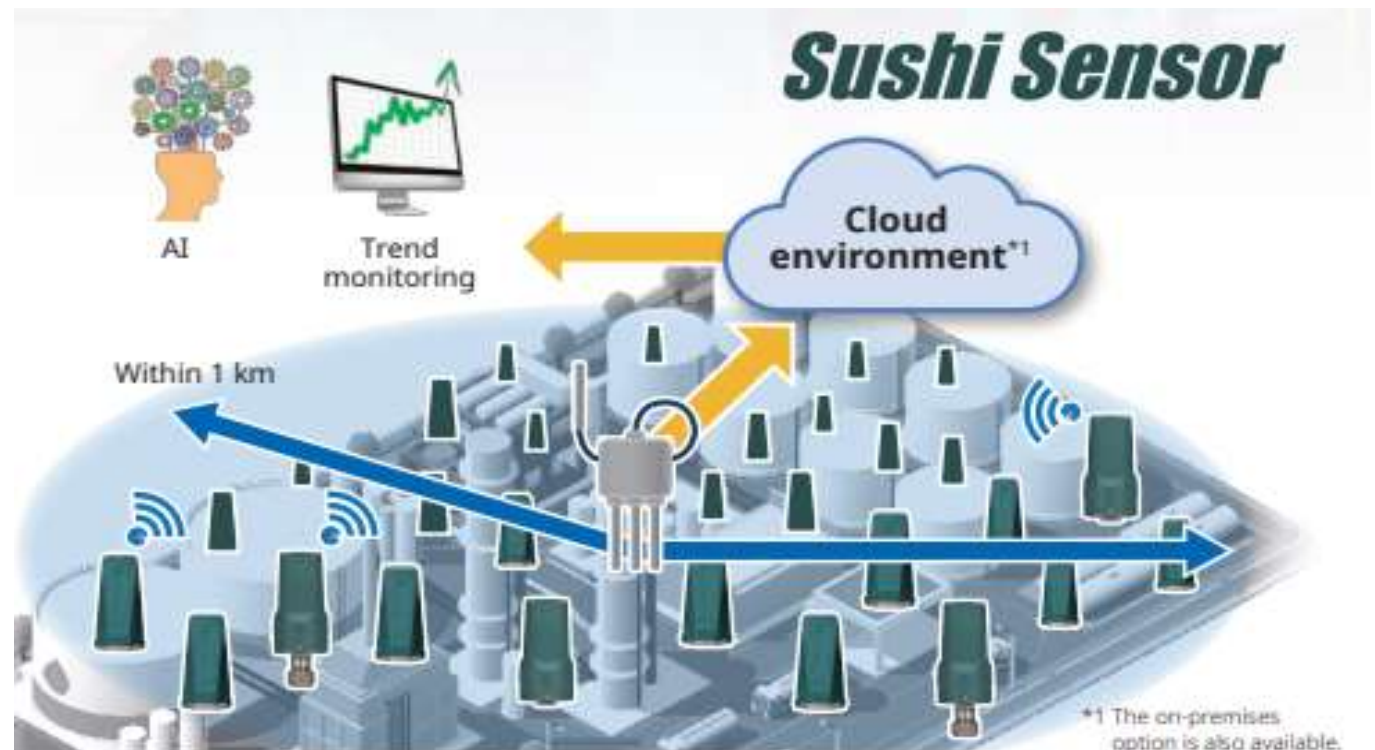 Sushi Sensor
Cloud
environment*1
AI
Trend
monitoring
Within 1 km
*1 The on-premises
option is also available.